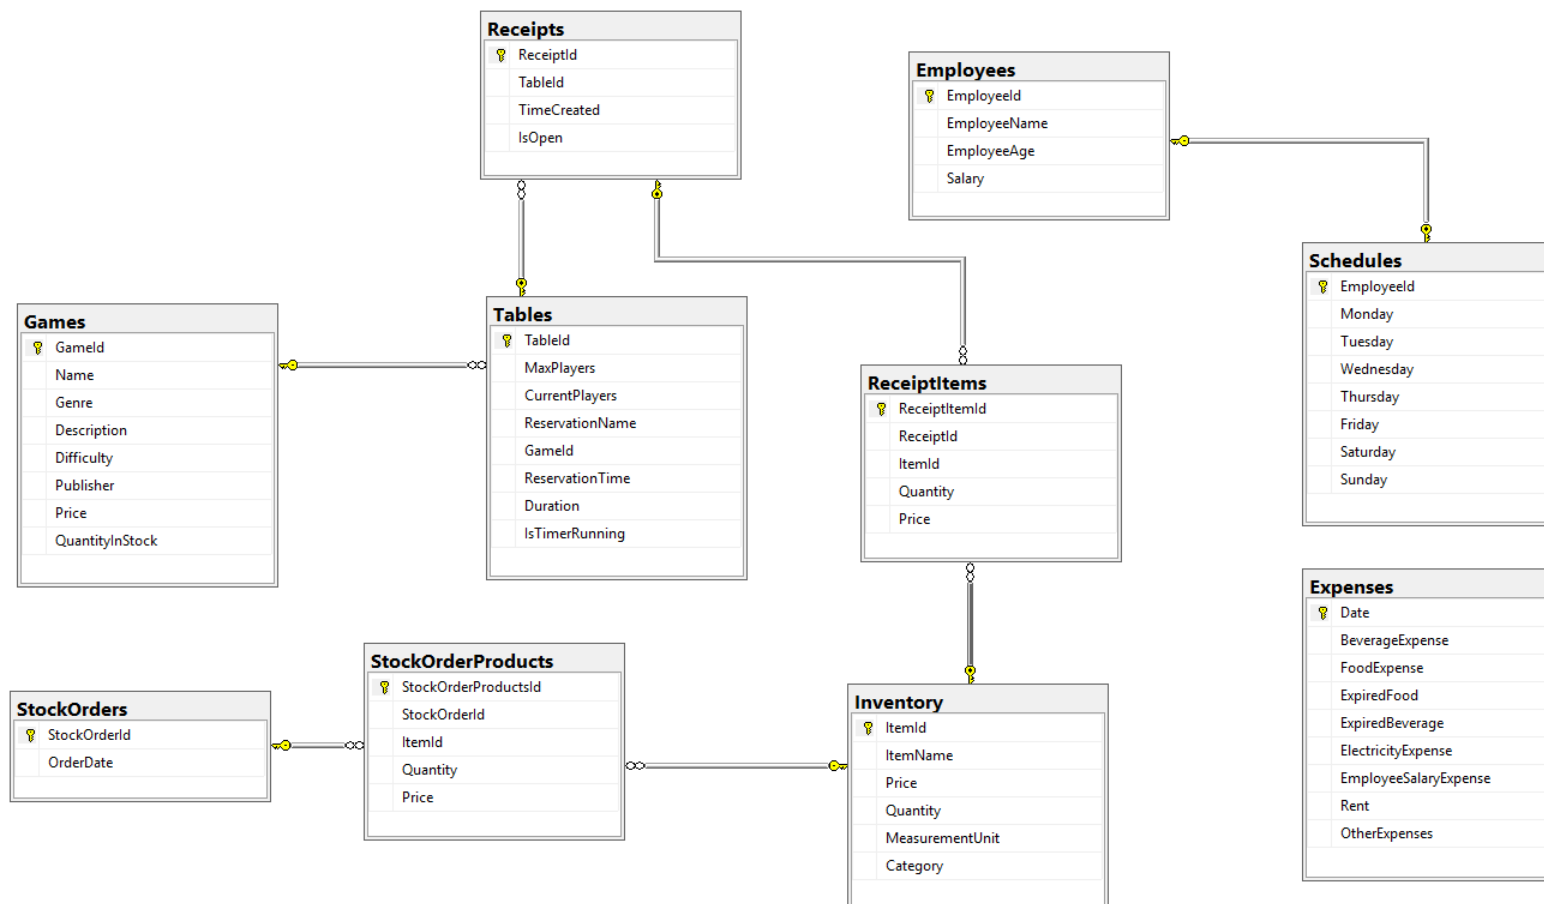 Receipts
ReceiptId
TableId
TimeCreated
IsOpen
Employees
EmployeeId
EmployeeName
EmployeeAge
Salary
Schedules
EmployeeId
Monday
Tuesday
Wednesday
Thursday
Friday
Saturday
Sunday
Games
GameId
Name
Genre
Description
Difficulty
Publisher
Price
QuantityInStock
Tables
TableId
MaxPlayers
CurrentPlayers
ReservationName
GameId
ReservationTime
Duration
IsTimerRunning
ReceiptItems
ReceiptItemId
ReceiptId
ItemId
Quantity
Price
Expenses
Date
BeverageExpense
FoodExpense
ExpiredFood
ExpiredBeverage
ElectricityExpense
EmployeeSalaryExpense
Rent
OtherExpenses
StockOrders
StockOrderId
OrderDate
StockOrderProducts
StockOrderProductsId
StockOrderId
ItemId
Quantity
Price
Inventory
ItemId
ItemName
Price
Quantity
MeasurementUnit
Category